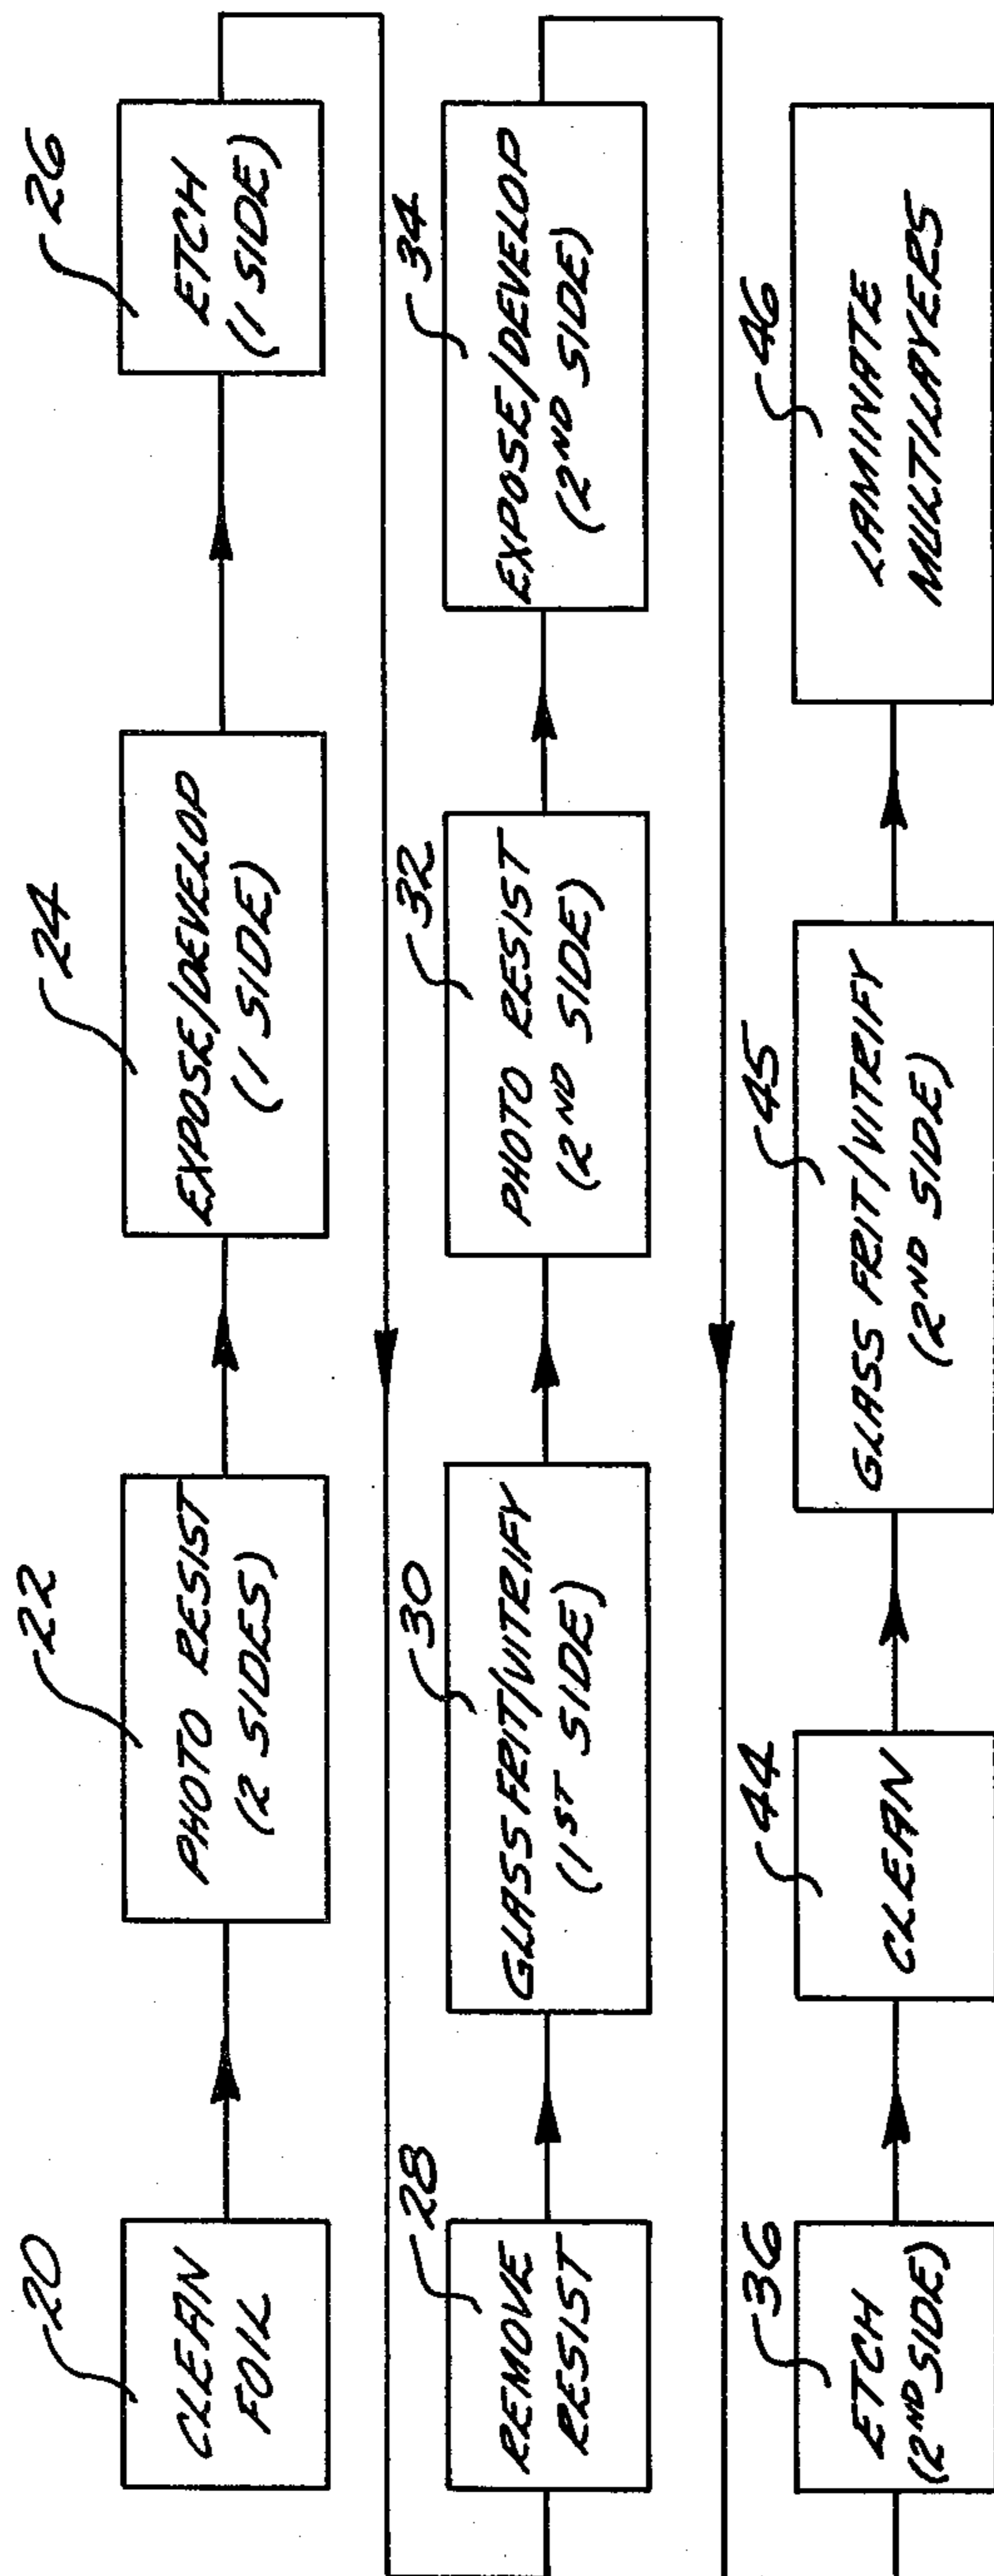 20
CLEAN
FOIL
22
PHOTO RESIST
(2 SIDES)
24
EXPOSE/DEVELOP
(1 SIDE)
26
ETCH
(1 SIDE)
28
REMOVE
RESIST
30
GLASS FRIT/VITRIFY
(1ST SIDE)
32
PHOTO RESIST
(2ND SIDE)
34
EXPOSE/DEVELOP
(2ND SIDE)
36
ETCH
(2ND SIDE)
44
CLEAN
45
GLASS FRIT/VITRIFY
(2ND SIDE)
46
LAMINATE
MULTILAYERS